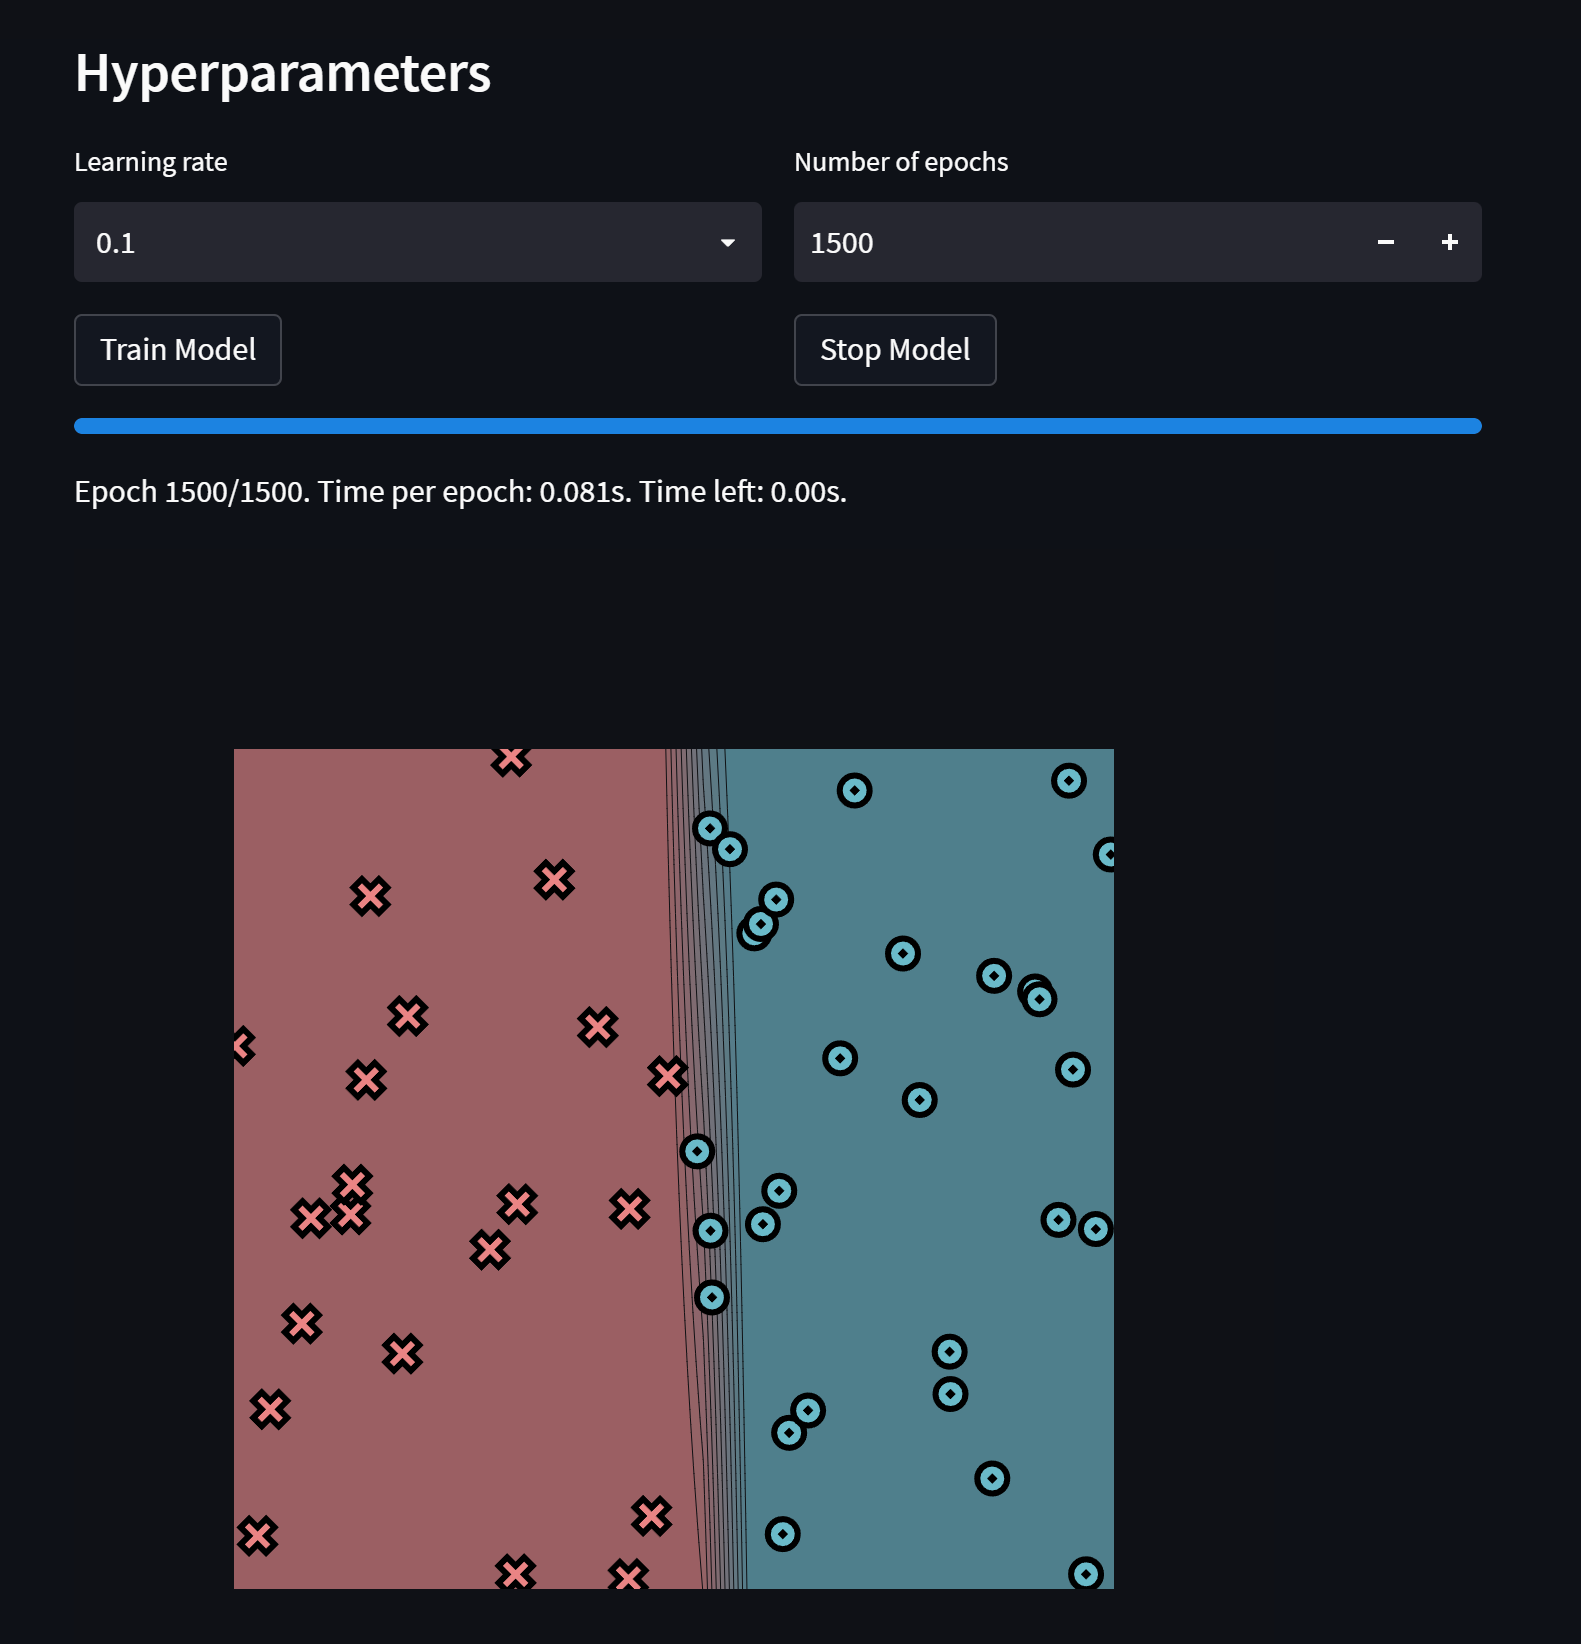 Hyperparameters
Learning rate
Number of epochs
0.1
1500
Train Model
Stop Model
Epoch 1500/1500. Time per epoch: 0.081s. Time left: 0.00s.